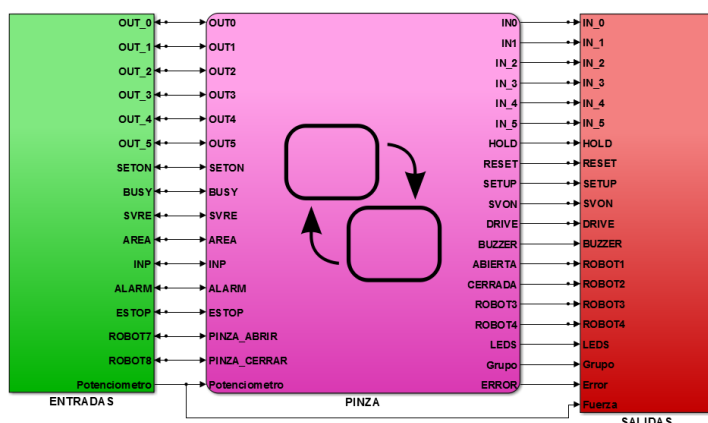 OUT_0 OUT0 IN0 IN_0
OUT_1 OUT1 IN1 IN_1
OUT_2 OUT2 IN_2 IN_2
OUT_3 OUT3 IN_3 IN_3
OUT_4 OUT4 IN_4 IN_4
OUT_5 OUT5 IN_5 IN_5
SETON SETON HOLD HOLD
BUSY BUSY RESET RESET
SVRE SVRE SETUP SETUP
AREA AREA SVON SVON
INP INP DRIVE DRIVE
ALARM ALARM BUZZER BUZZER
ESTOP ESTOP ABIERTA ROBOT1
ROBOT7 PINZA_ABRIR CERRADA ROBOT2
ROBOT8 PINZA_CERRAR ROBOT3 ROBOT3
Potenciometro Potenciometro ROBOT4 ROBOT4
LEDS LEDS
Grupo Grupo
ERROR Error
Fuerza
ENTRADAS PINZA SALIDAS